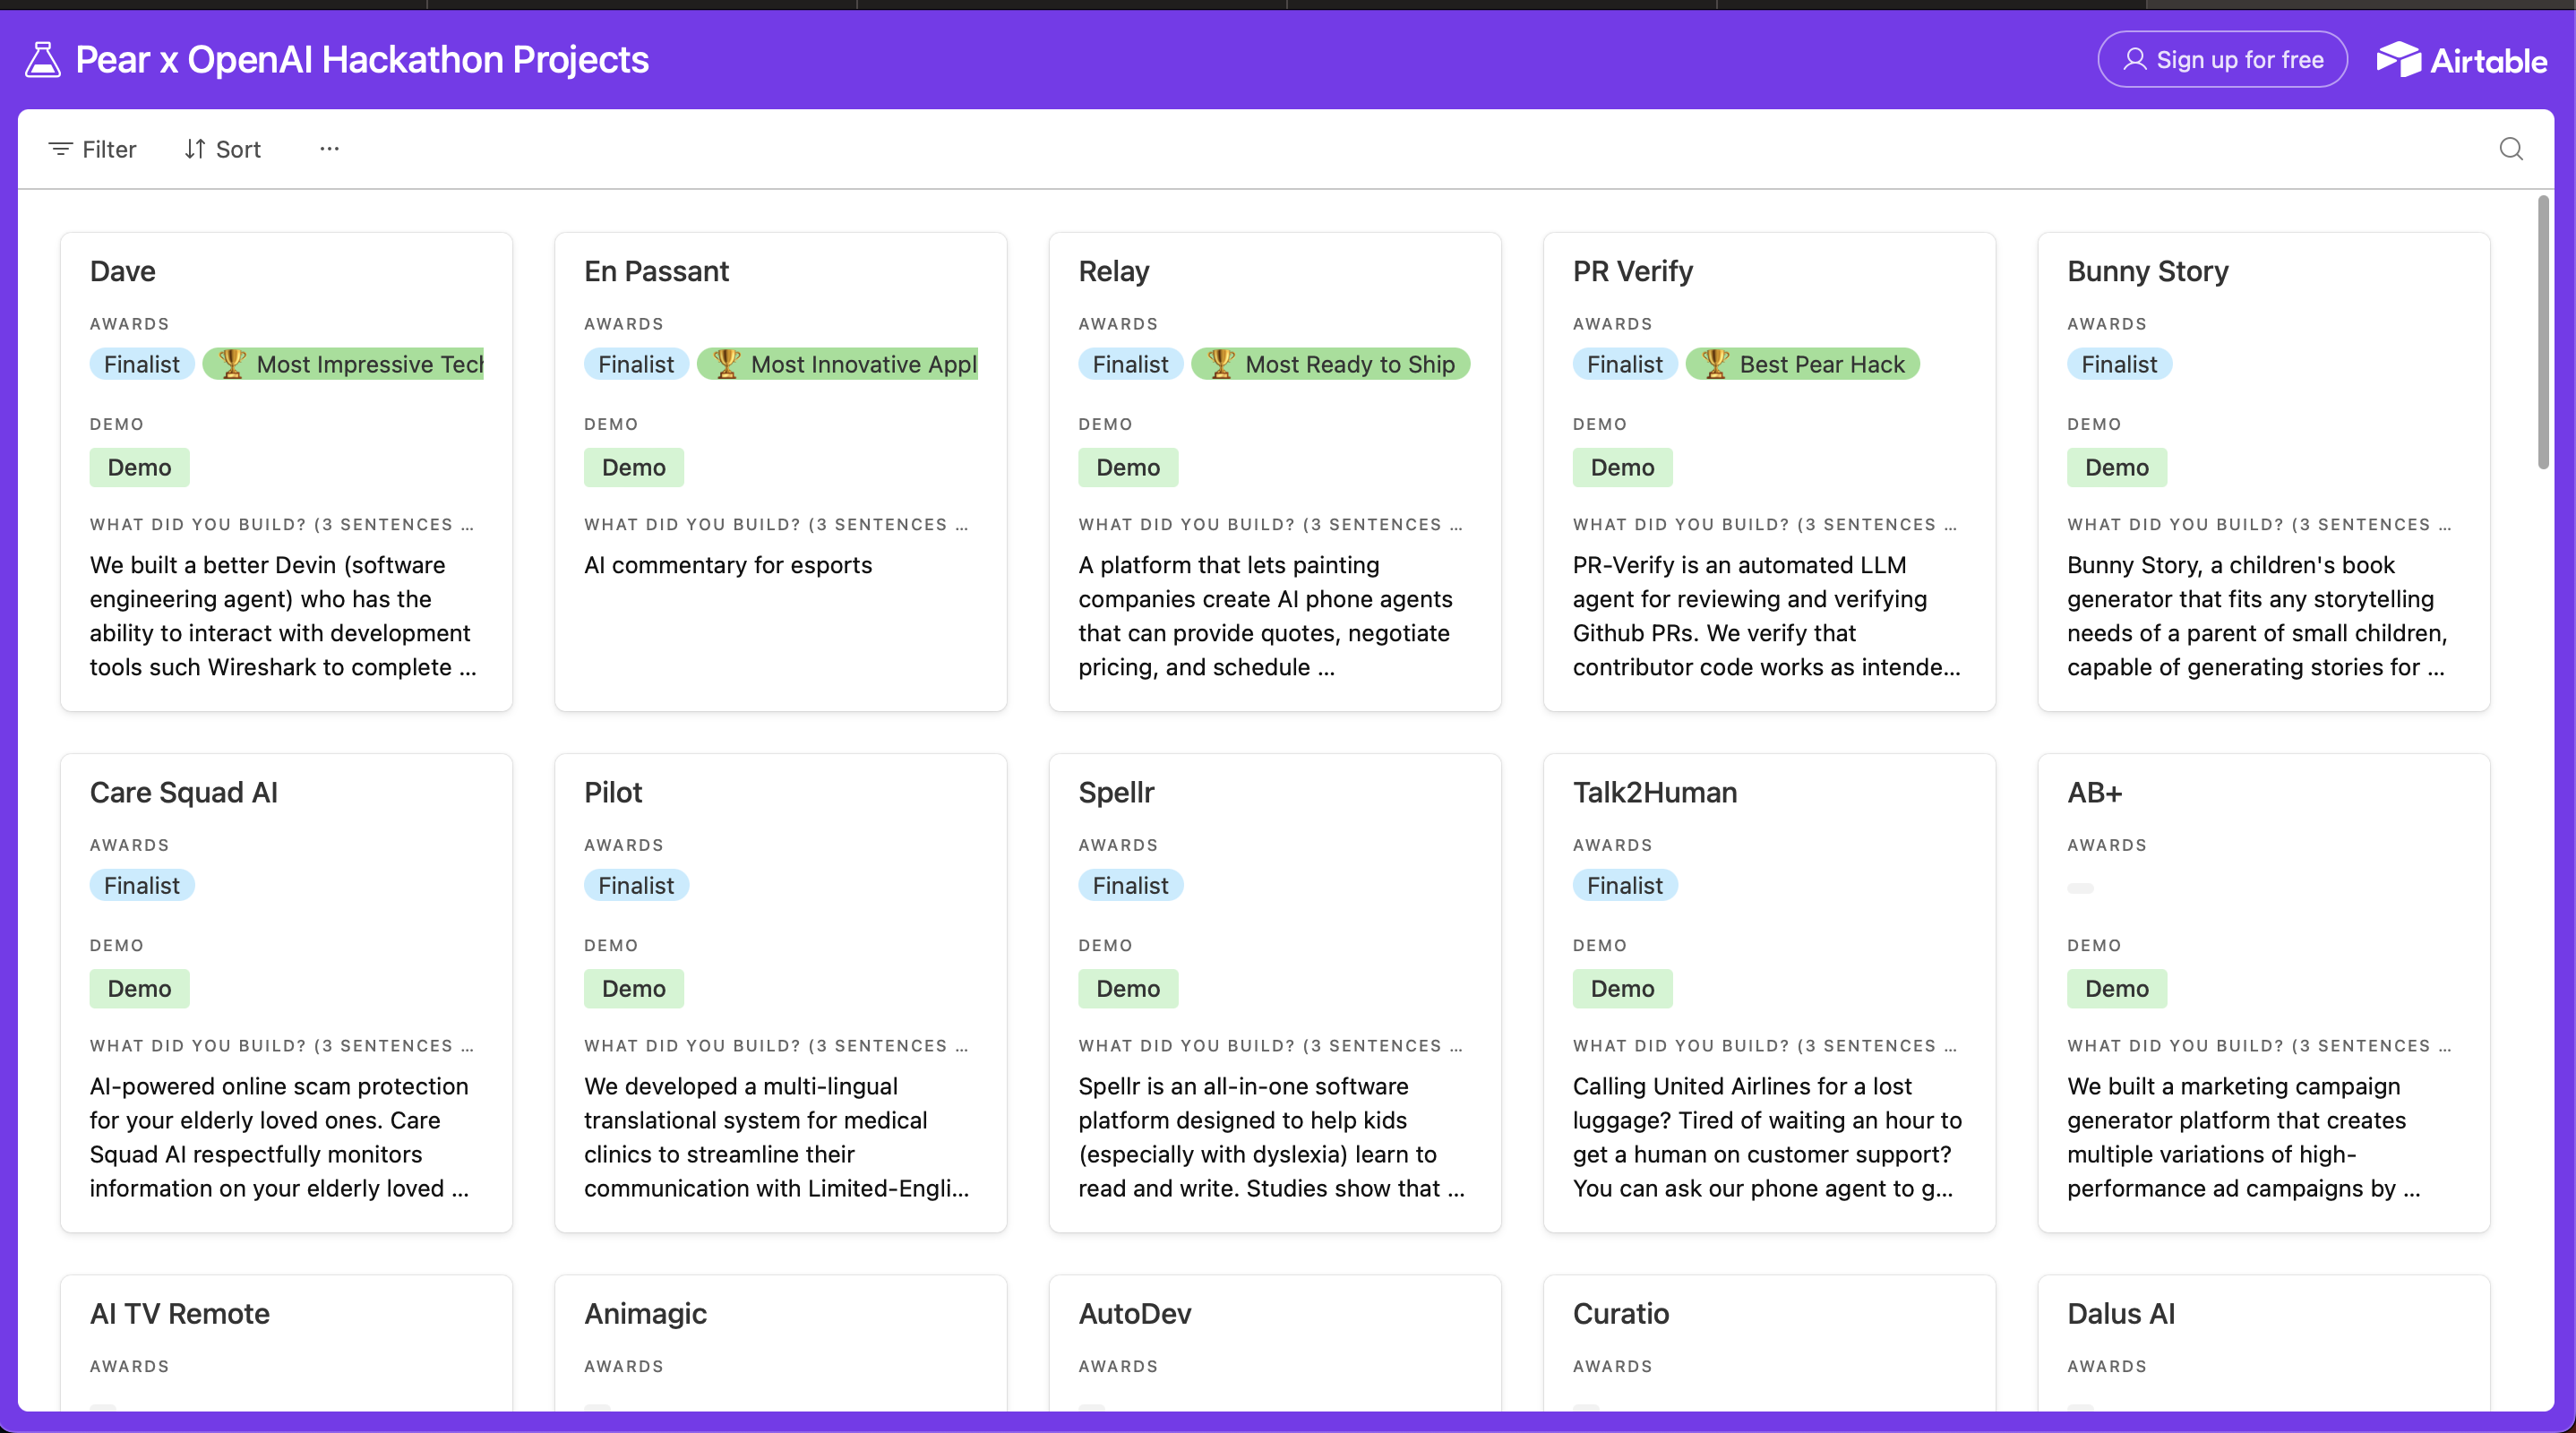 Pear x OpenAI Hackathon Projects
Sign up for free
Airtable
Filter
Sort
...
Dave
AWARDS
Finalist 🏆 Most Impressive Tech
DEMO
Demo
WHAT DID YOU BUILD? (3 SENTENCES ...
We built a better Devin (software
engineering agent) who has the
ability to interact with development
tools such Wireshark to complete ...
En Passant
AWARDS
Finalist 🏆 Most Innovative Appl
DEMO
Demo
WHAT DID YOU BUILD? (3 SENTENCES ...
AI commentary for esports
Relay
AWARDS
Finalist 🏆 Most Ready to Ship
DEMO
Demo
WHAT DID YOU BUILD? (3 SENTENCES ...
A platform that lets painting
companies create AI phone agents
that can provide quotes, negotiate
pricing, and schedule ...
PR Verify
AWARDS
Finalist 🏆 Best Pear Hack
DEMO
Demo
WHAT DID YOU BUILD? (3 SENTENCES ...
PR-Verify is an automated LLM
agent for reviewing and verifying
Github PRs. We verify that
contributor code works as intende...
Bunny Story
AWARDS
Finalist
DEMO
Demo
WHAT DID YOU BUILD? (3 SENTENCES ...
Bunny Story, a children's book
generator that fits any storytelling
needs of a parent of small children,
capable of generating stories for ...
Care Squad AI
AWARDS
Finalist
DEMO
Demo
WHAT DID YOU BUILD? (3 SENTENCES ...
AI-powered online scam protection
for your elderly loved ones. Care
Squad AI respectfully monitors
information on your elderly loved ...
Pilot
AWARDS
Finalist
DEMO
Demo
WHAT DID YOU BUILD? (3 SENTENCES ...
We developed a multi-lingual
translational system for medical
clinics to streamline their
communication with Limited-Engli...
Spellr
AWARDS
Finalist
DEMO
Demo
WHAT DID YOU BUILD? (3 SENTENCES ...
Spellr is an all-in-one software
platform designed to help kids
(especially with dyslexia) learn to
read and write. Studies show that ...
Talk2Human
AWARDS
Finalist
DEMO
Demo
WHAT DID YOU BUILD? (3 SENTENCES ...
Calling United Airlines for a lost
luggage? Tired of waiting an hour to
get a human on customer support?
You can ask our phone agent to g...
AB+
AWARDS
DEMO
Demo
WHAT DID YOU BUILD? (3 SENTENCES ...
We built a marketing campaign
generator platform that creates
multiple variations of high-
performance ad campaigns by ...
AI TV Remote
AWARDS
Animagic
AWARDS
AutoDev
AWARDS
Curatio
AWARDS
Dalus AI
AWARDS